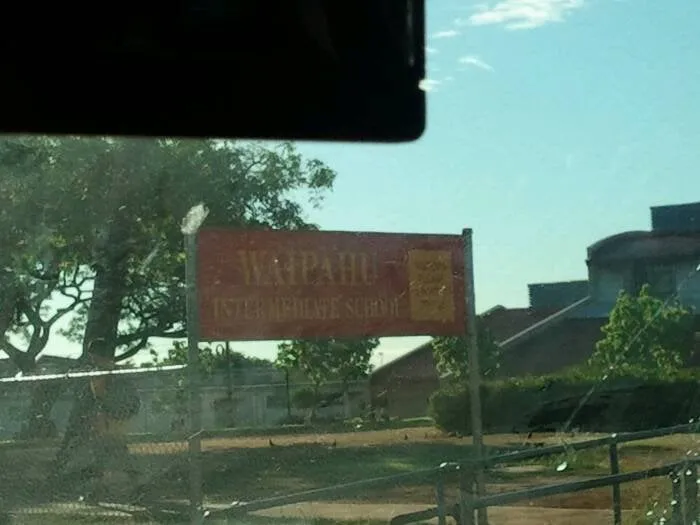 WAIPAHU
INTERMEDIATE SCHOOL